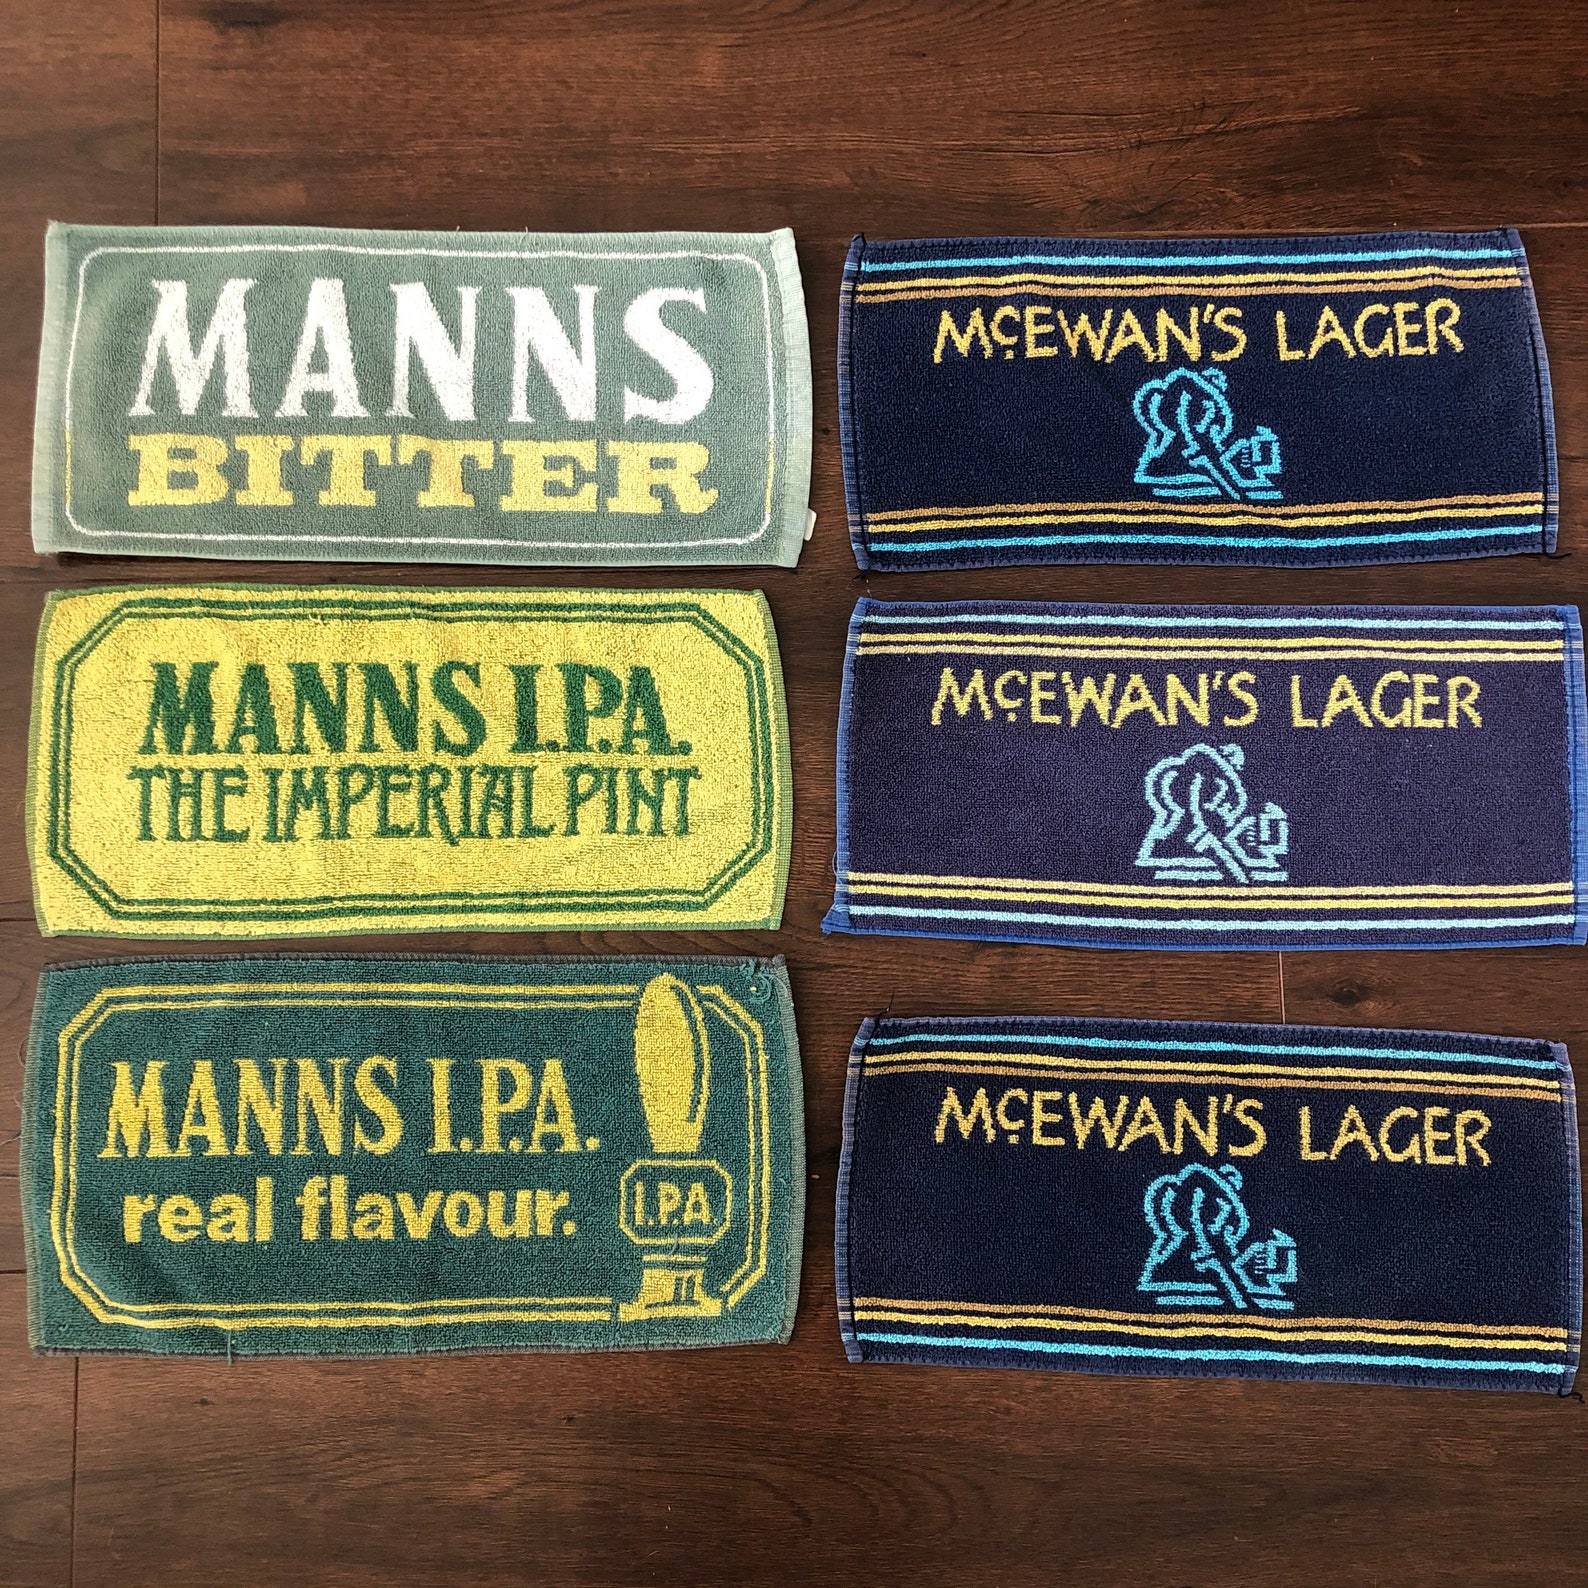 MANNS
BITTER
MANNS I.P.A.
THE IMPERIAL PINT
MANNS I.P.A.
real flavour.
I.P.A.
McEWAN'S LAGER
McEWAN'S LAGER
McEWAN'S LAGER